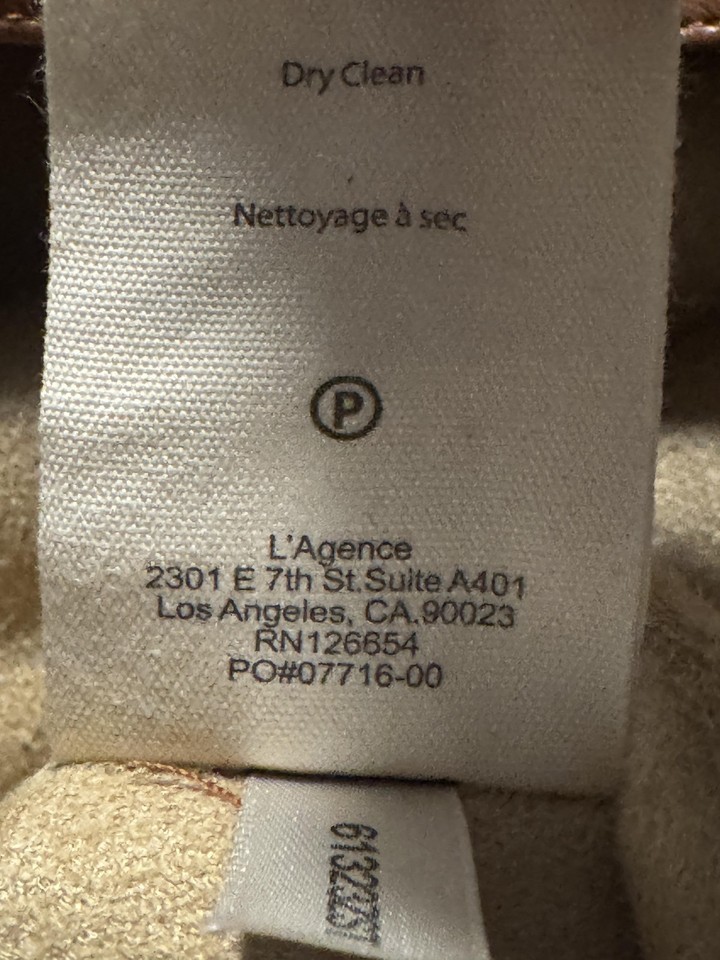 Dry Clean
Nettoyage à sec
P
L'Agence
2301 E 7th St.Suite A401
Los Angeles, CA.90023
RN126654
PO#07716-00